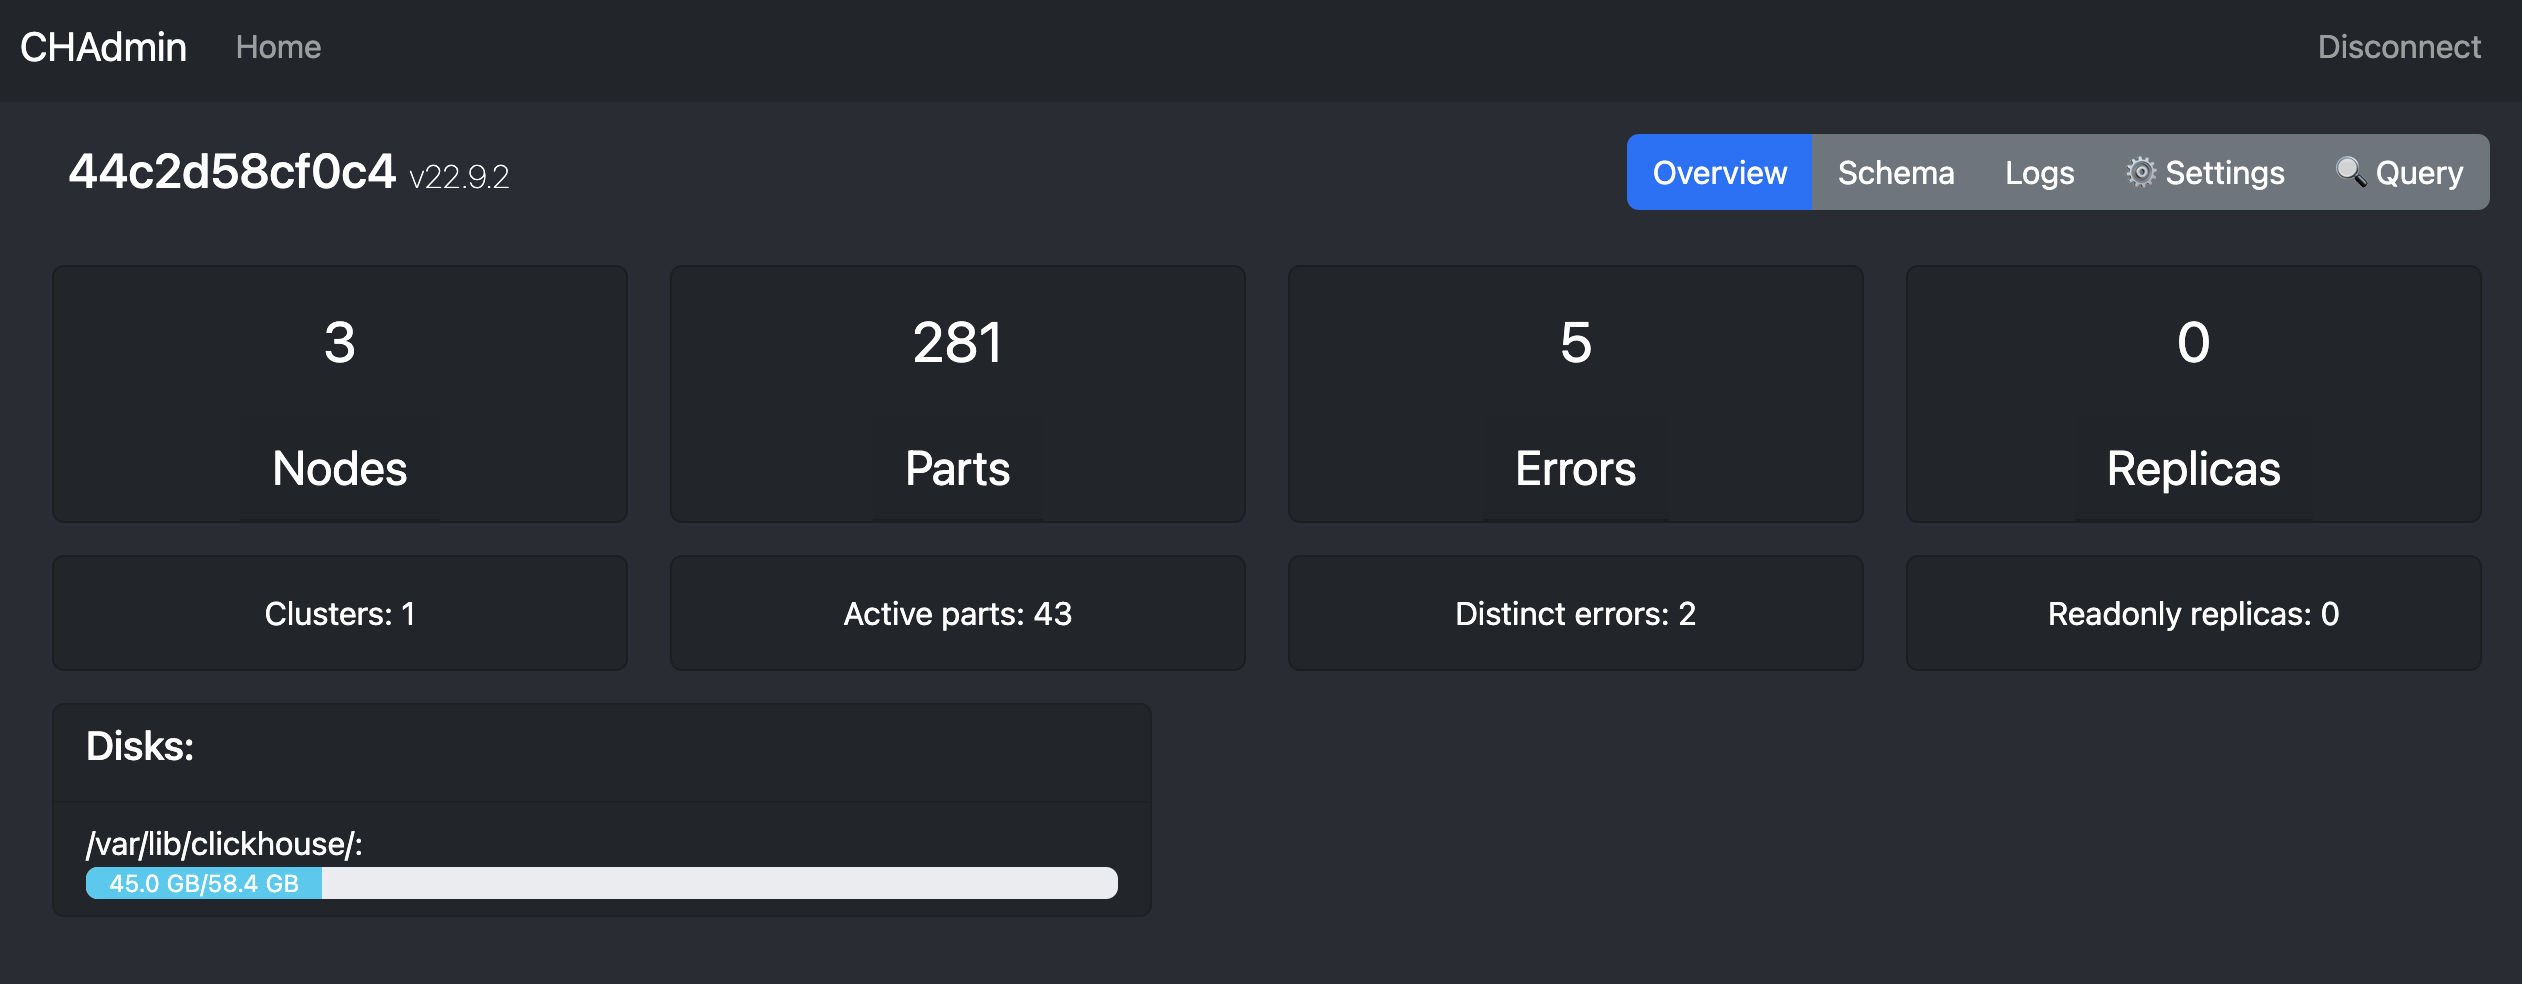 CHAdmin Home Disconnect
44c2d58cf0c4 v22.9.2
Overview Schema Logs Settings Query
3
Nodes
281
Parts
5
Errors
0
Replicas
Clusters: 1
Active parts: 43
Distinct errors: 2
Readonly replicas: 0
Disks:
/var/lib/clickhouse/:
45.0 GB/58.4 GB